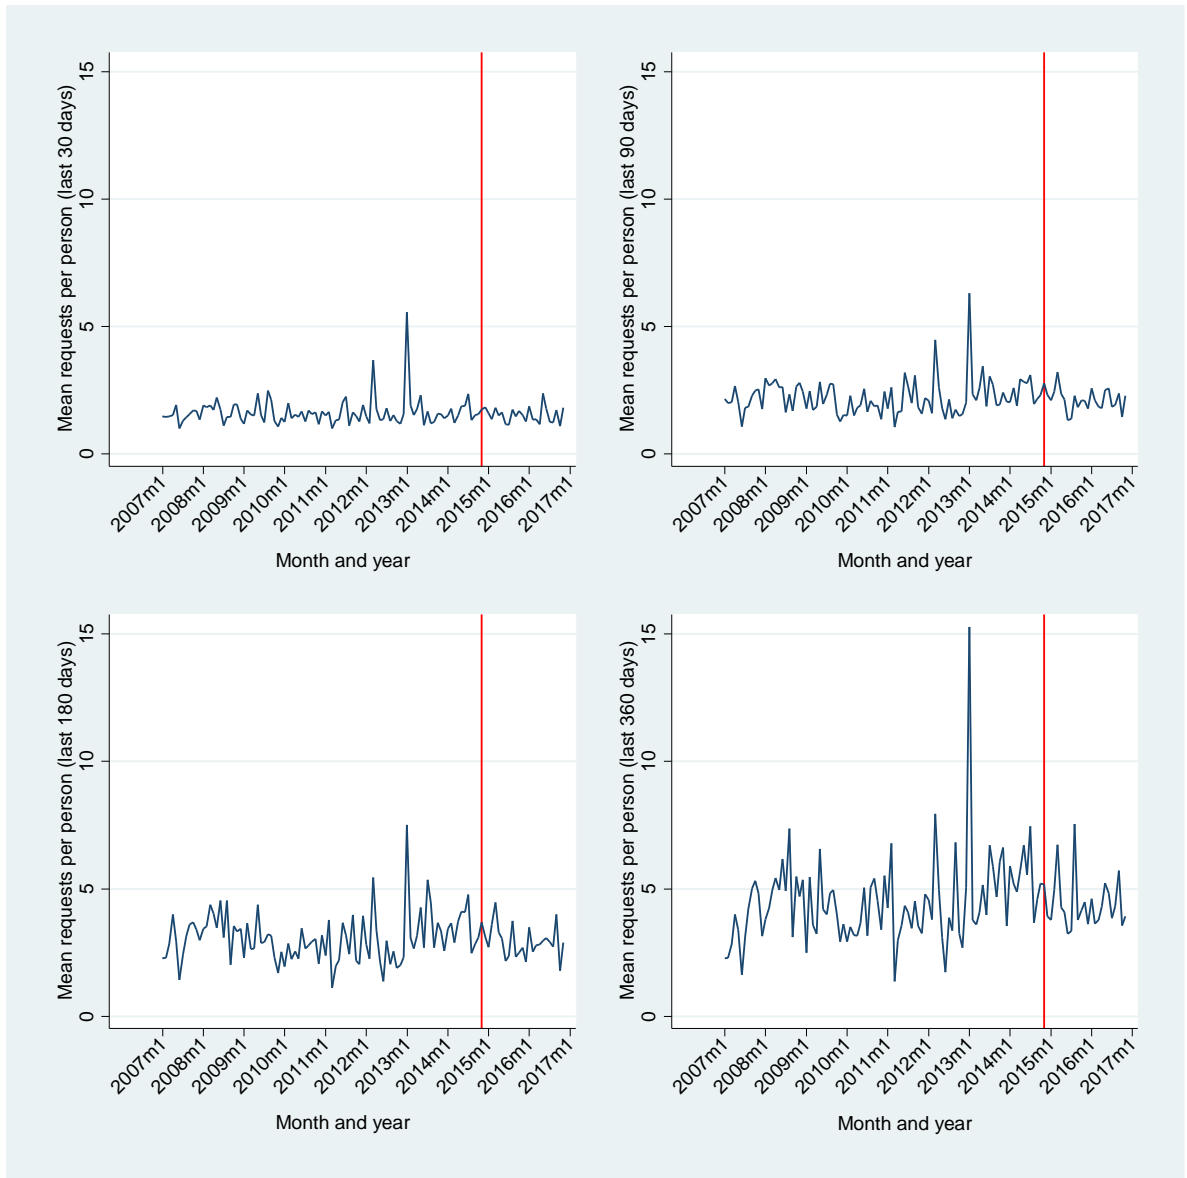 Mean requests per person (last 30 days)
15
10
5
0
2007m1 2008m1 2009m1 2010m1 2011m1 2012m1 2013m1 2014m1 2015m1 2016m1 2017m1
Month and year
Mean requests per person (last 90 days)
15
10
5
0
2007m1 2008m1 2009m1 2010m1 2011m1 2012m1 2013m1 2014m1 2015m1 2016m1 2017m1
Month and year
Mean requests per person (last 180 days)
15
10
5
0
2007m1 2008m1 2009m1 2010m1 2011m1 2012m1 2013m1 2014m1 2015m1 2016m1 2017m1
Month and year
Mean requests per person (last 360 days)
15
10
5
0
2007m1 2008m1 2009m1 2010m1 2011m1 2012m1 2013m1 2014m1 2015m1 2016m1 2017m1
Month and year